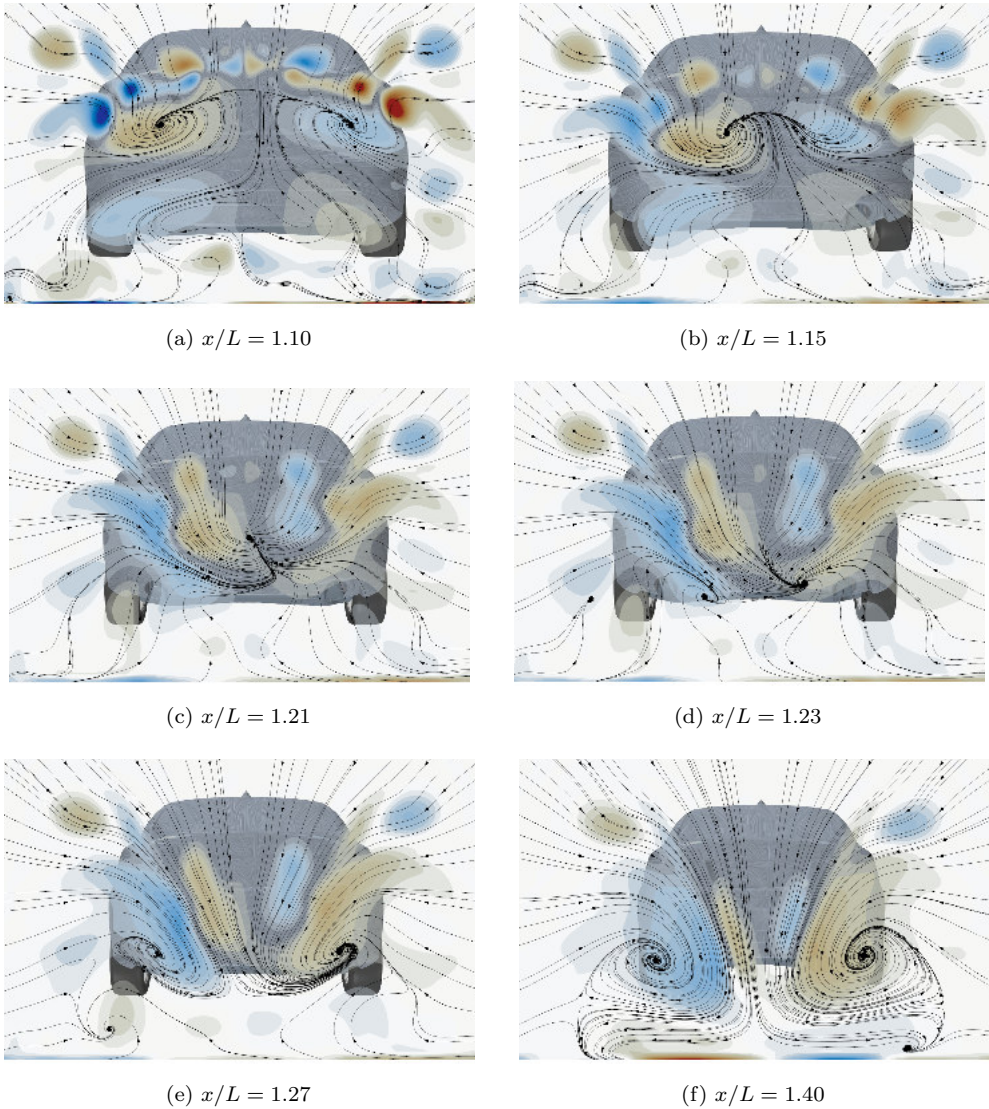 (a) x/L = 1.10
(b) x/L = 1.15
(c) x/L = 1.21
(d) x/L = 1.23
(e) x/L = 1.27
(f) x/L = 1.40